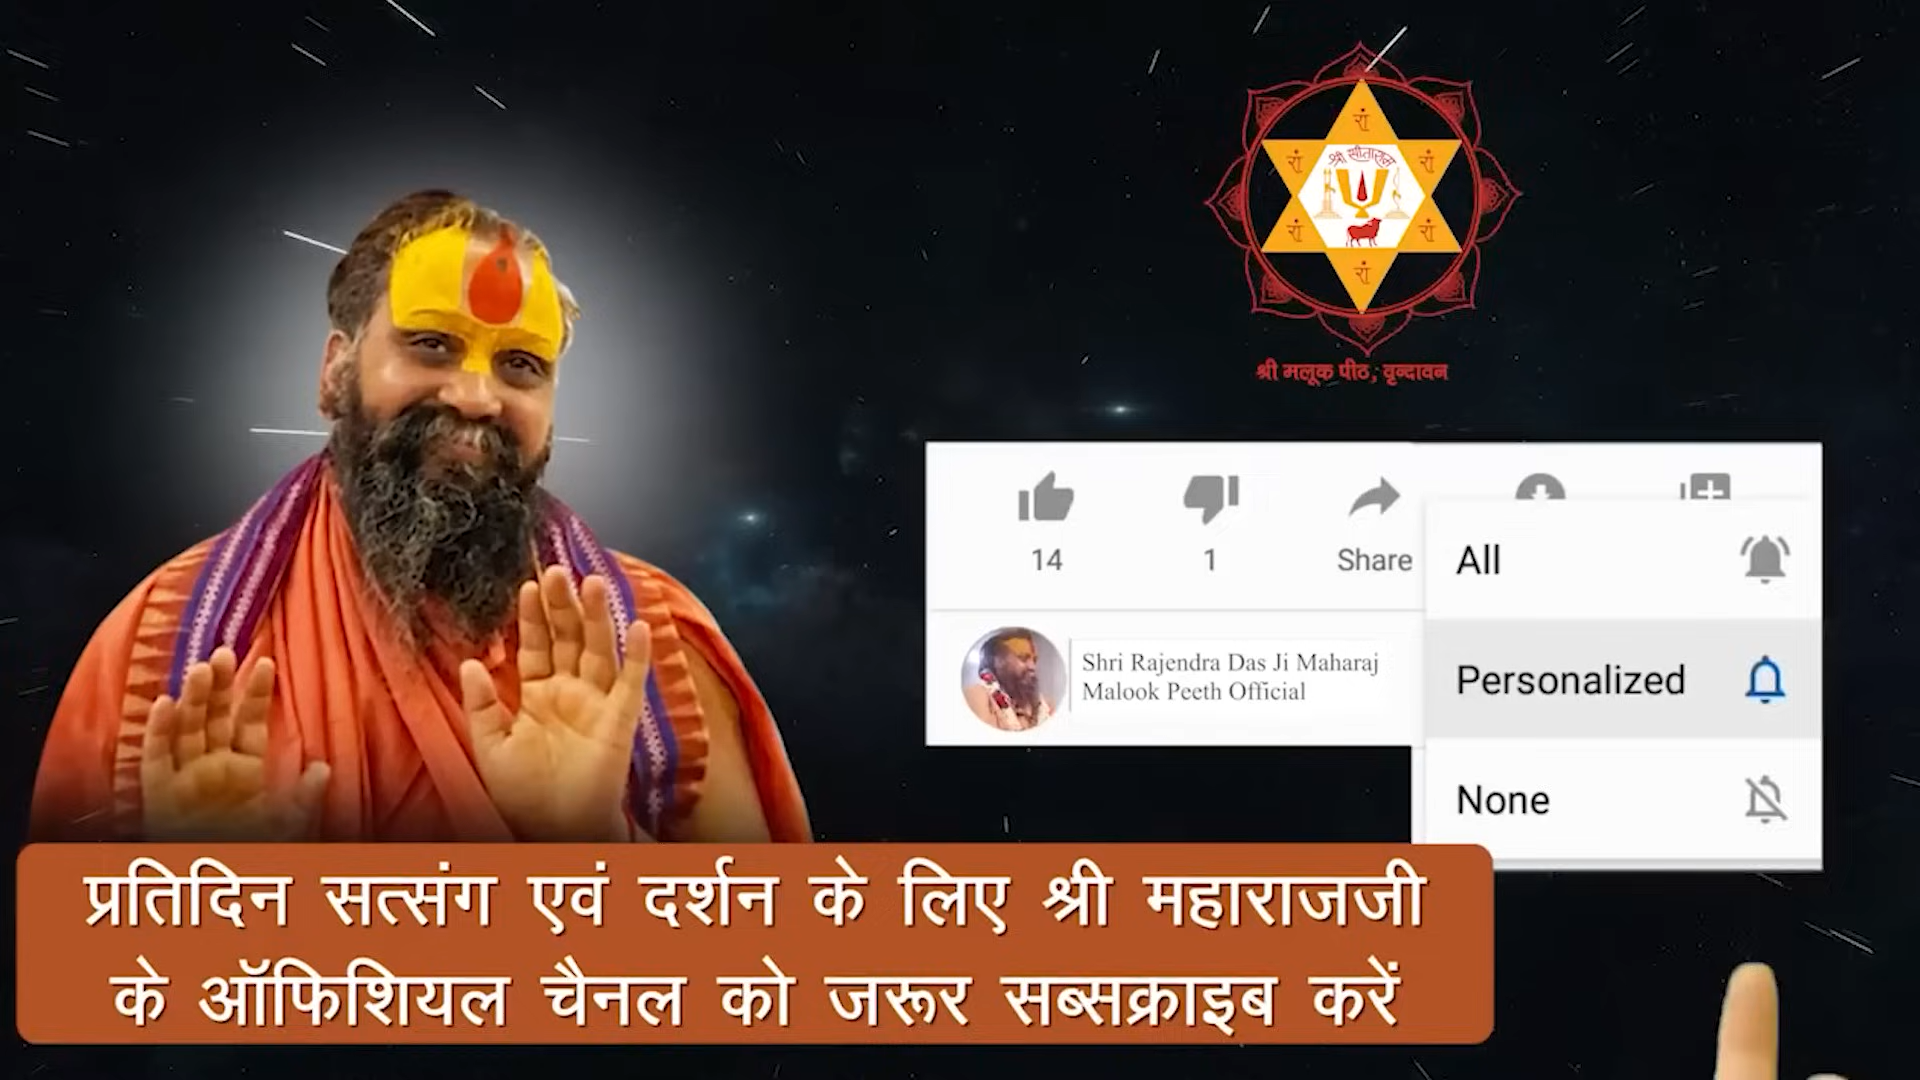 रां
रां
रां
श्री सीताराम
रां
रां
रां
श्री मलूक पीठ, वृन्दावन
14
1
Share
All
Personalized
None
Shri Rajendra Das Ji Maharaj
Malook Peeth Official
प्रतिदिन सत्संग एवं दर्शन के लिए श्री महाराजजी
के ऑफिशियल चैनल को जरूर सब्सक्राइब करें